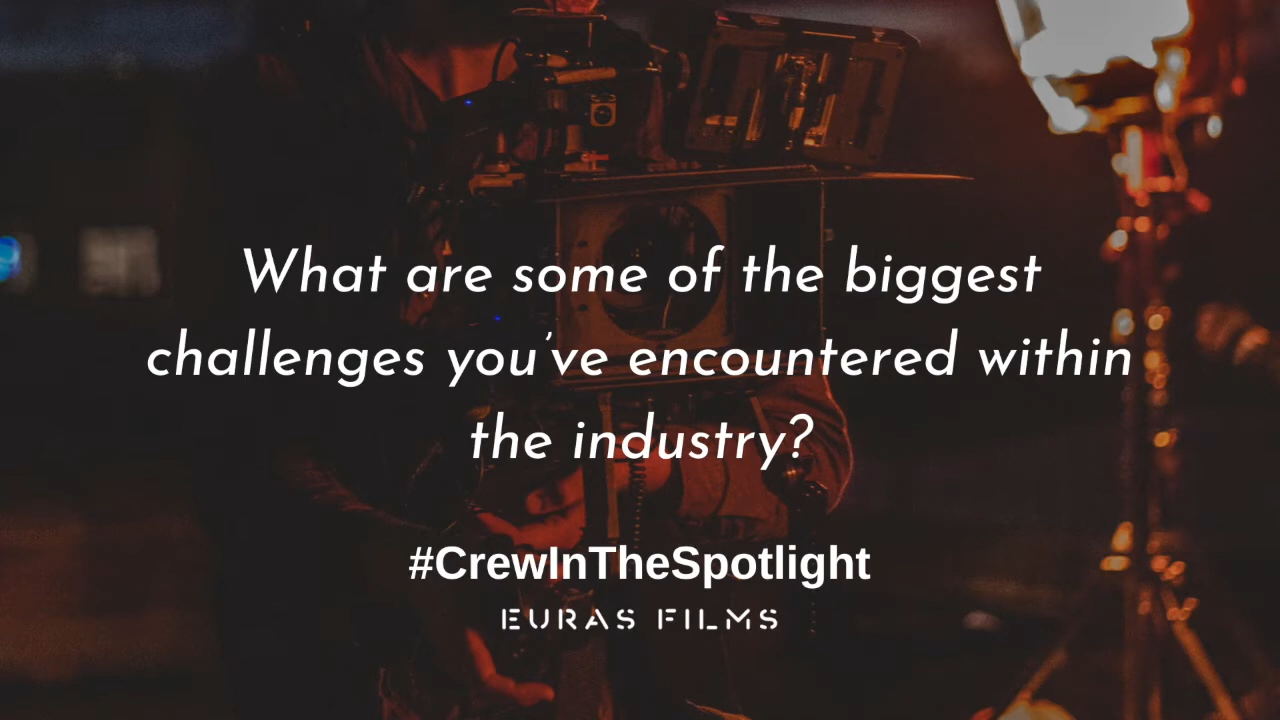 What are some of the biggest
challenges you've encountered within
the industry?
#CrewInTheSpotlight
EURAS FILMS